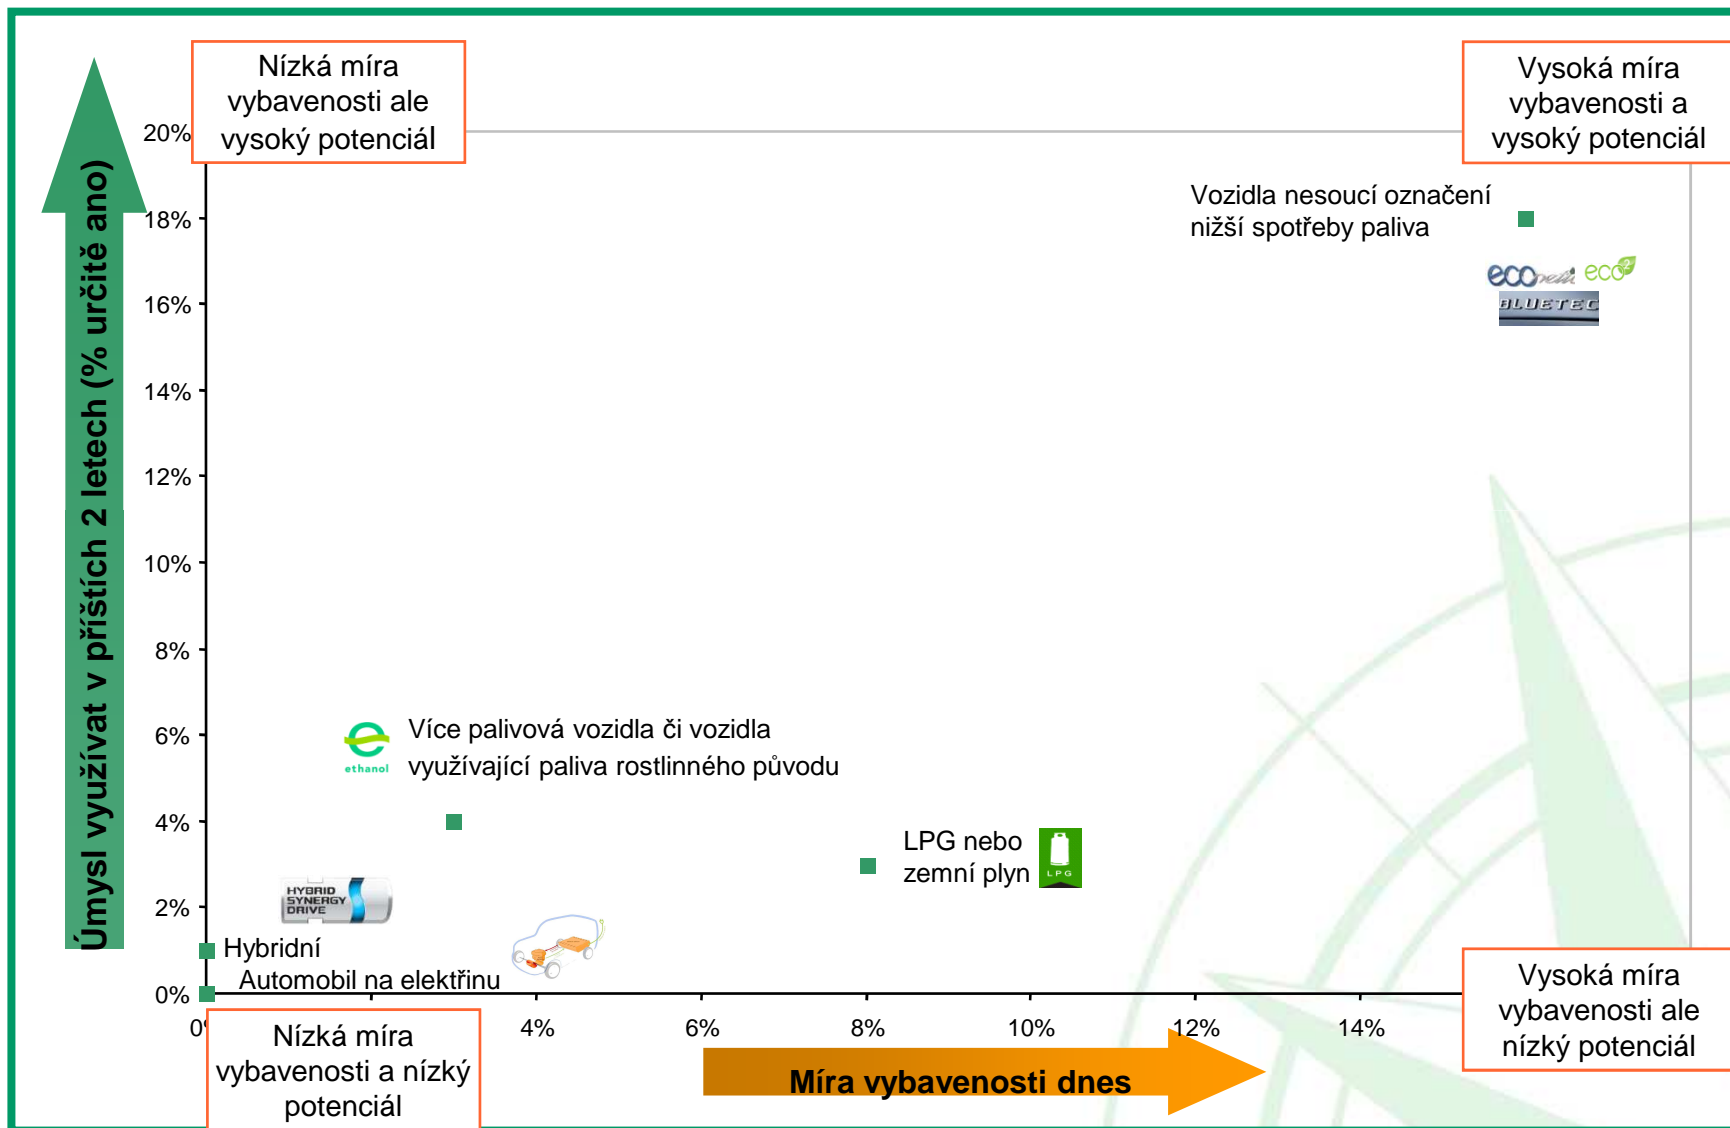 Nízká míra
vybavenosti ale
vysoký potenciál
Vysoká míra
vybavenosti a
vysoký potenciál
Úmysl využívat v příštích 2 letech (% určitě ano)
20%
18%
16%
14%
12%
10%
8%
6%
4%
2%
0%
Vozidla nesoucí označení
nižší spotřeby paliva
eco²
BLUETEC
ethanol
Více palivová vozidla či vozidla
využívající paliva rostlinného původu
LPG nebo
zemní plyn
LPG
HYBRID
SYNERGY
DRIVE
Hybridní
Automobil na elektřinu
4%
6%
8%
10%
12%
14%
Nízká míra
vybavenosti a nízký
potenciál
Míra vybavenosti dnes
Vysoká míra
vybavenosti ale
nízký potenciál